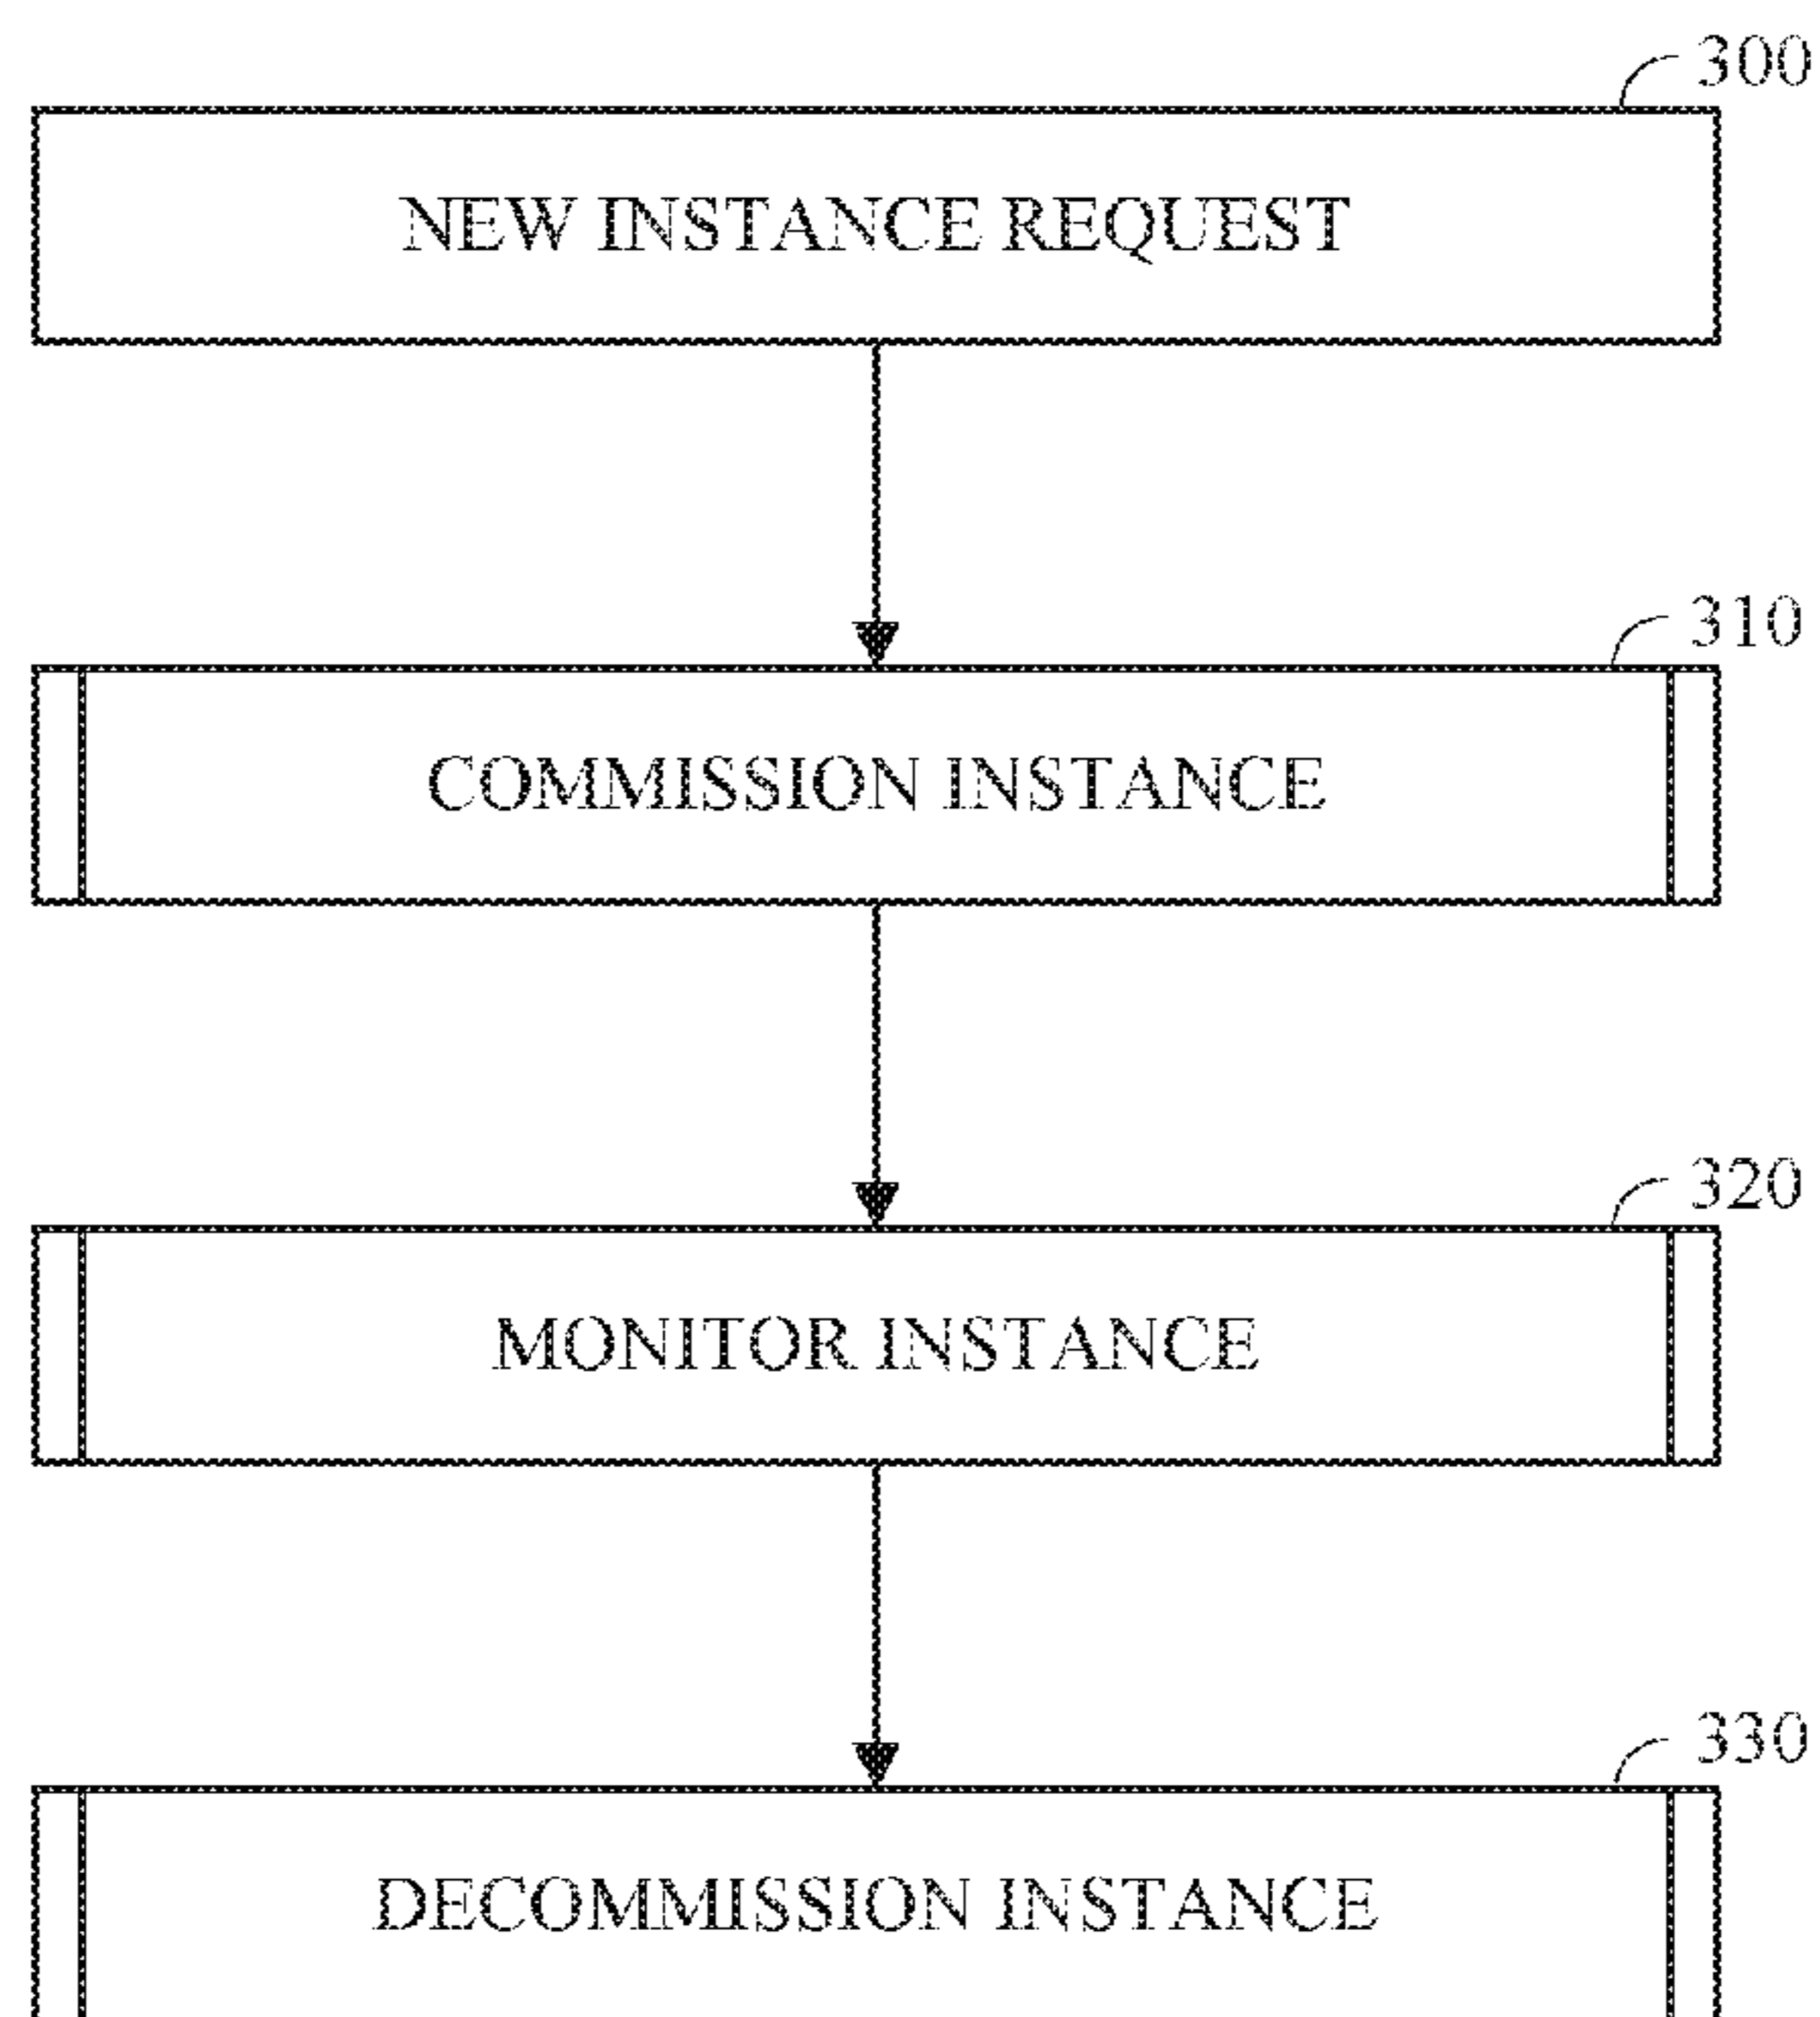 300
NEW INSTANCE REQUEST
310
COMMISSION INSTANCE
320
MONITOR INSTANCE
330
DECOMMISSION INSTANCE